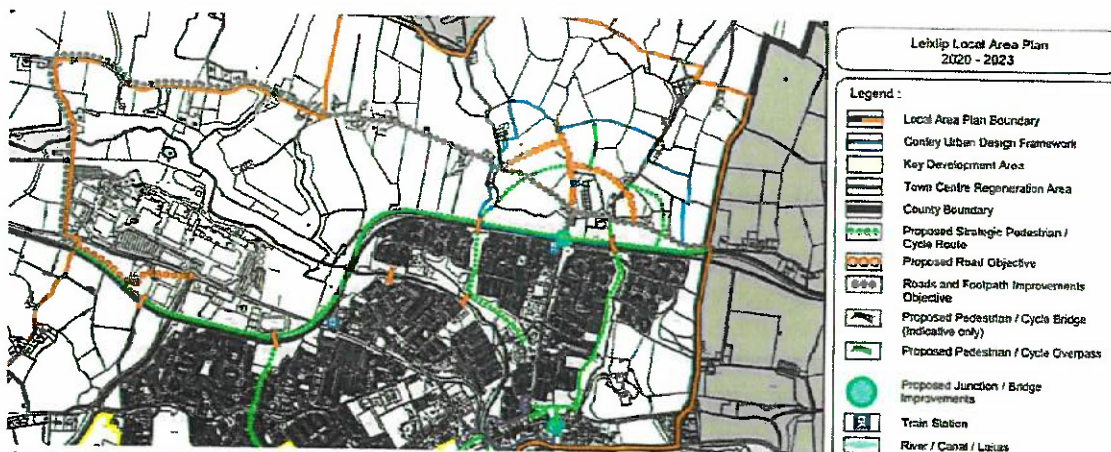 Leixlip Local Area Plan
2020 - 2023
Legend :
Local Area Plan Boundary
Confey Urban Design Framework
Key Development Area
Town Centre Regeneration Area
County Boundary
Proposed Strategic Pedestrian /
Cycle Route
Proposed Road Objective
Roads and Footpath Improvements
Objective
Proposed Pedestrian / Cycle Bridge
(Indicative only)
Proposed Pedestrian / Cycle Overpass
Proposed Junction / Bridge
Improvements
Train Station
River / Canal / Lakes